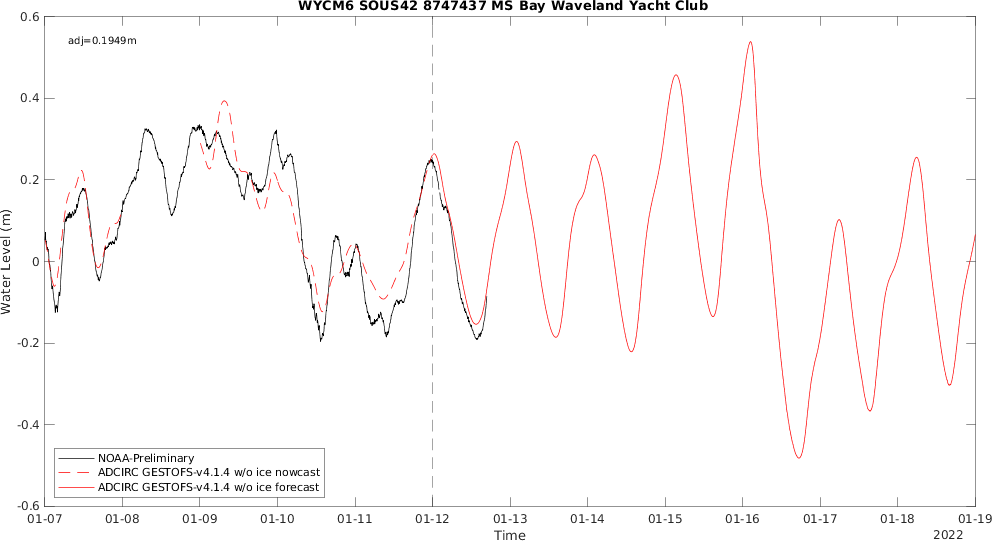 WYCM6 SOUS42 8747437 MS Bay Waveland Yacht Club
adj=0.1949m
0.6
0.4
0.2
0
-0.2
-0.4
-0.6
Water Level (m)
NOAA-Preliminary
ADCIRC GESTOFS-v4.1.4 w/o ice nowcast
ADCIRC GESTOFS-v4.1.4 w/o ice forecast
01-07 01-08 01-09 01-10 01-11 01-12 01-13 01-14 01-15 01-16 01-17 01-18 01-19
Time
2022